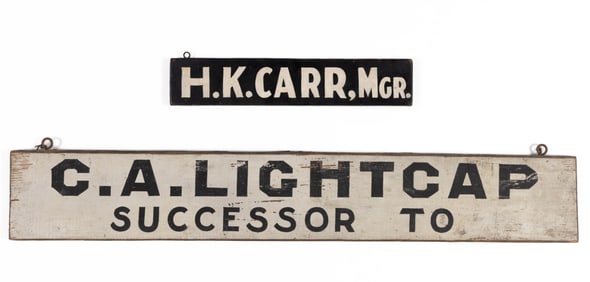 H.K.CARR, MGR.
C.A.LIGHTCAP
SUCCESSOR TO